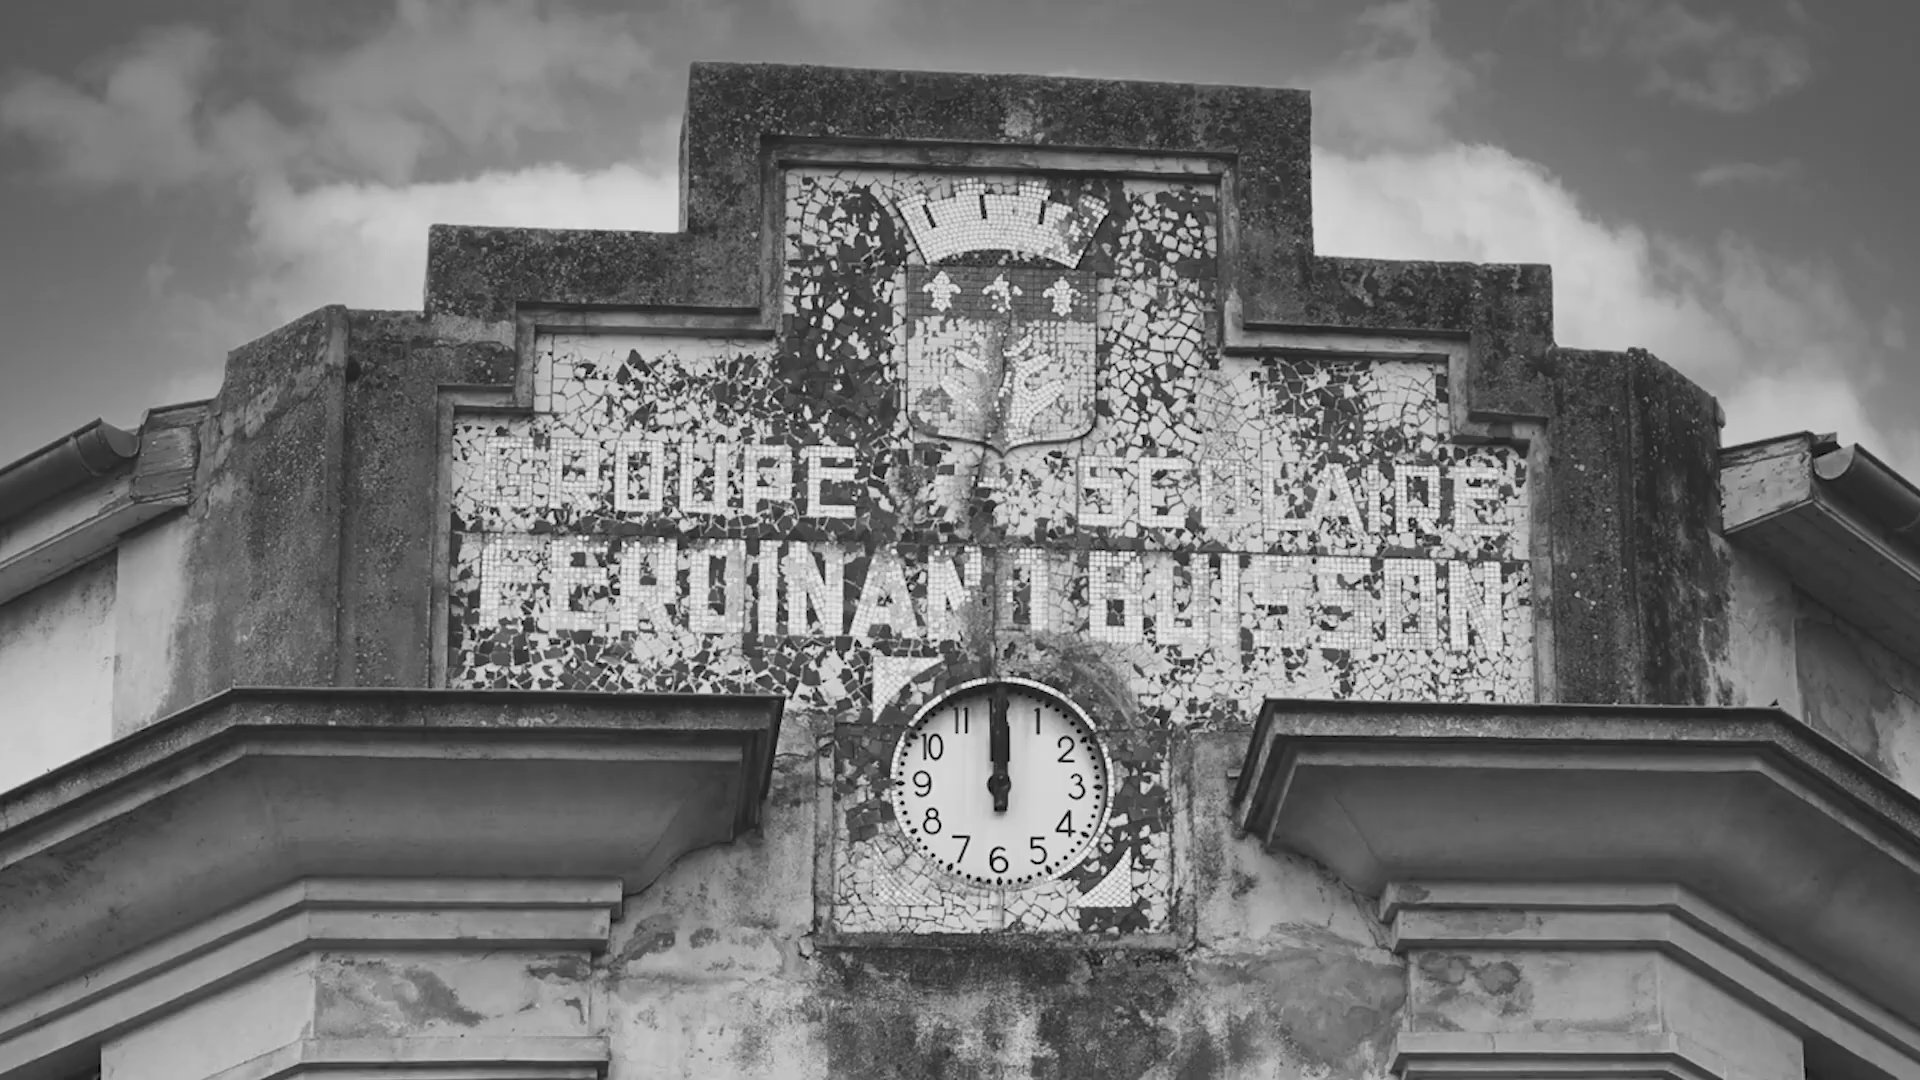 GROUPE - SCOLAIRE
FERDINAND BUISSON
11 12 1
10 2
9 3
8 4
7 6 5